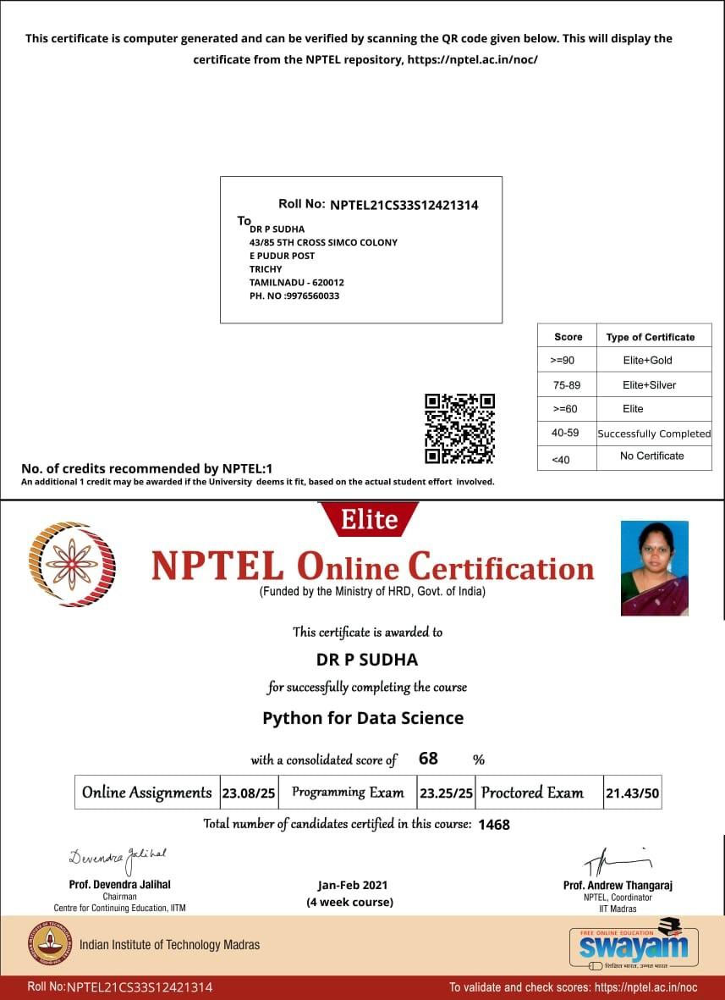 This certificate is computer generated and can be verified by scanning the QR code given below. This will display the
certificate from the NPTEL repository, https://nptel.ac.in/noc/
Roll No: NPTEL21CS33S12421314
To
DR P SUDHA
43/85 5TH CROSS SIMCO COLONY
E PUDUR POST
TRICHY
TAMILNADU - 620012
PH. NO :9976560033
Score Type of Certificate
>=90 Elite+Gold
75-89 Elite+Silver
>=60 Elite
40-59 Successfully Completed
<40 No Certificate
No. of credits recommended by NPTEL:1
An additional 1 credit may be awarded if the University deems it fit, based on the actual student effort involved.
Elite
NPTEL Online Certification
(Funded by the Ministry of HRD, Govt. of India)
This certificate is awarded to
DR P SUDHA
for successfully completing the course
Python for Data Science
with a consolidated score of 68 %
Online Assignments 23.08/25 Programming Exam 23.25/25 Proctored Exam 21.43/50
Total number of candidates certified in this course: 1468
Devendra Jalihal
Prof. Devendra Jalihal
Chairman
Centre for Continuing Education, IITM
Jan-Feb 2021
(4 week course)
Prof. Andrew Thangaraj
NPTEL, Coordinator
IIT Madras
Indian Institute of Technology Madras
FREE ONLINE EDUCATION
swayam
शिक्षित भारत, उन्नत भारत
Roll No:NPTEL21CS33S12421314
To validate and check scores: https://nptel.ac.in/noc